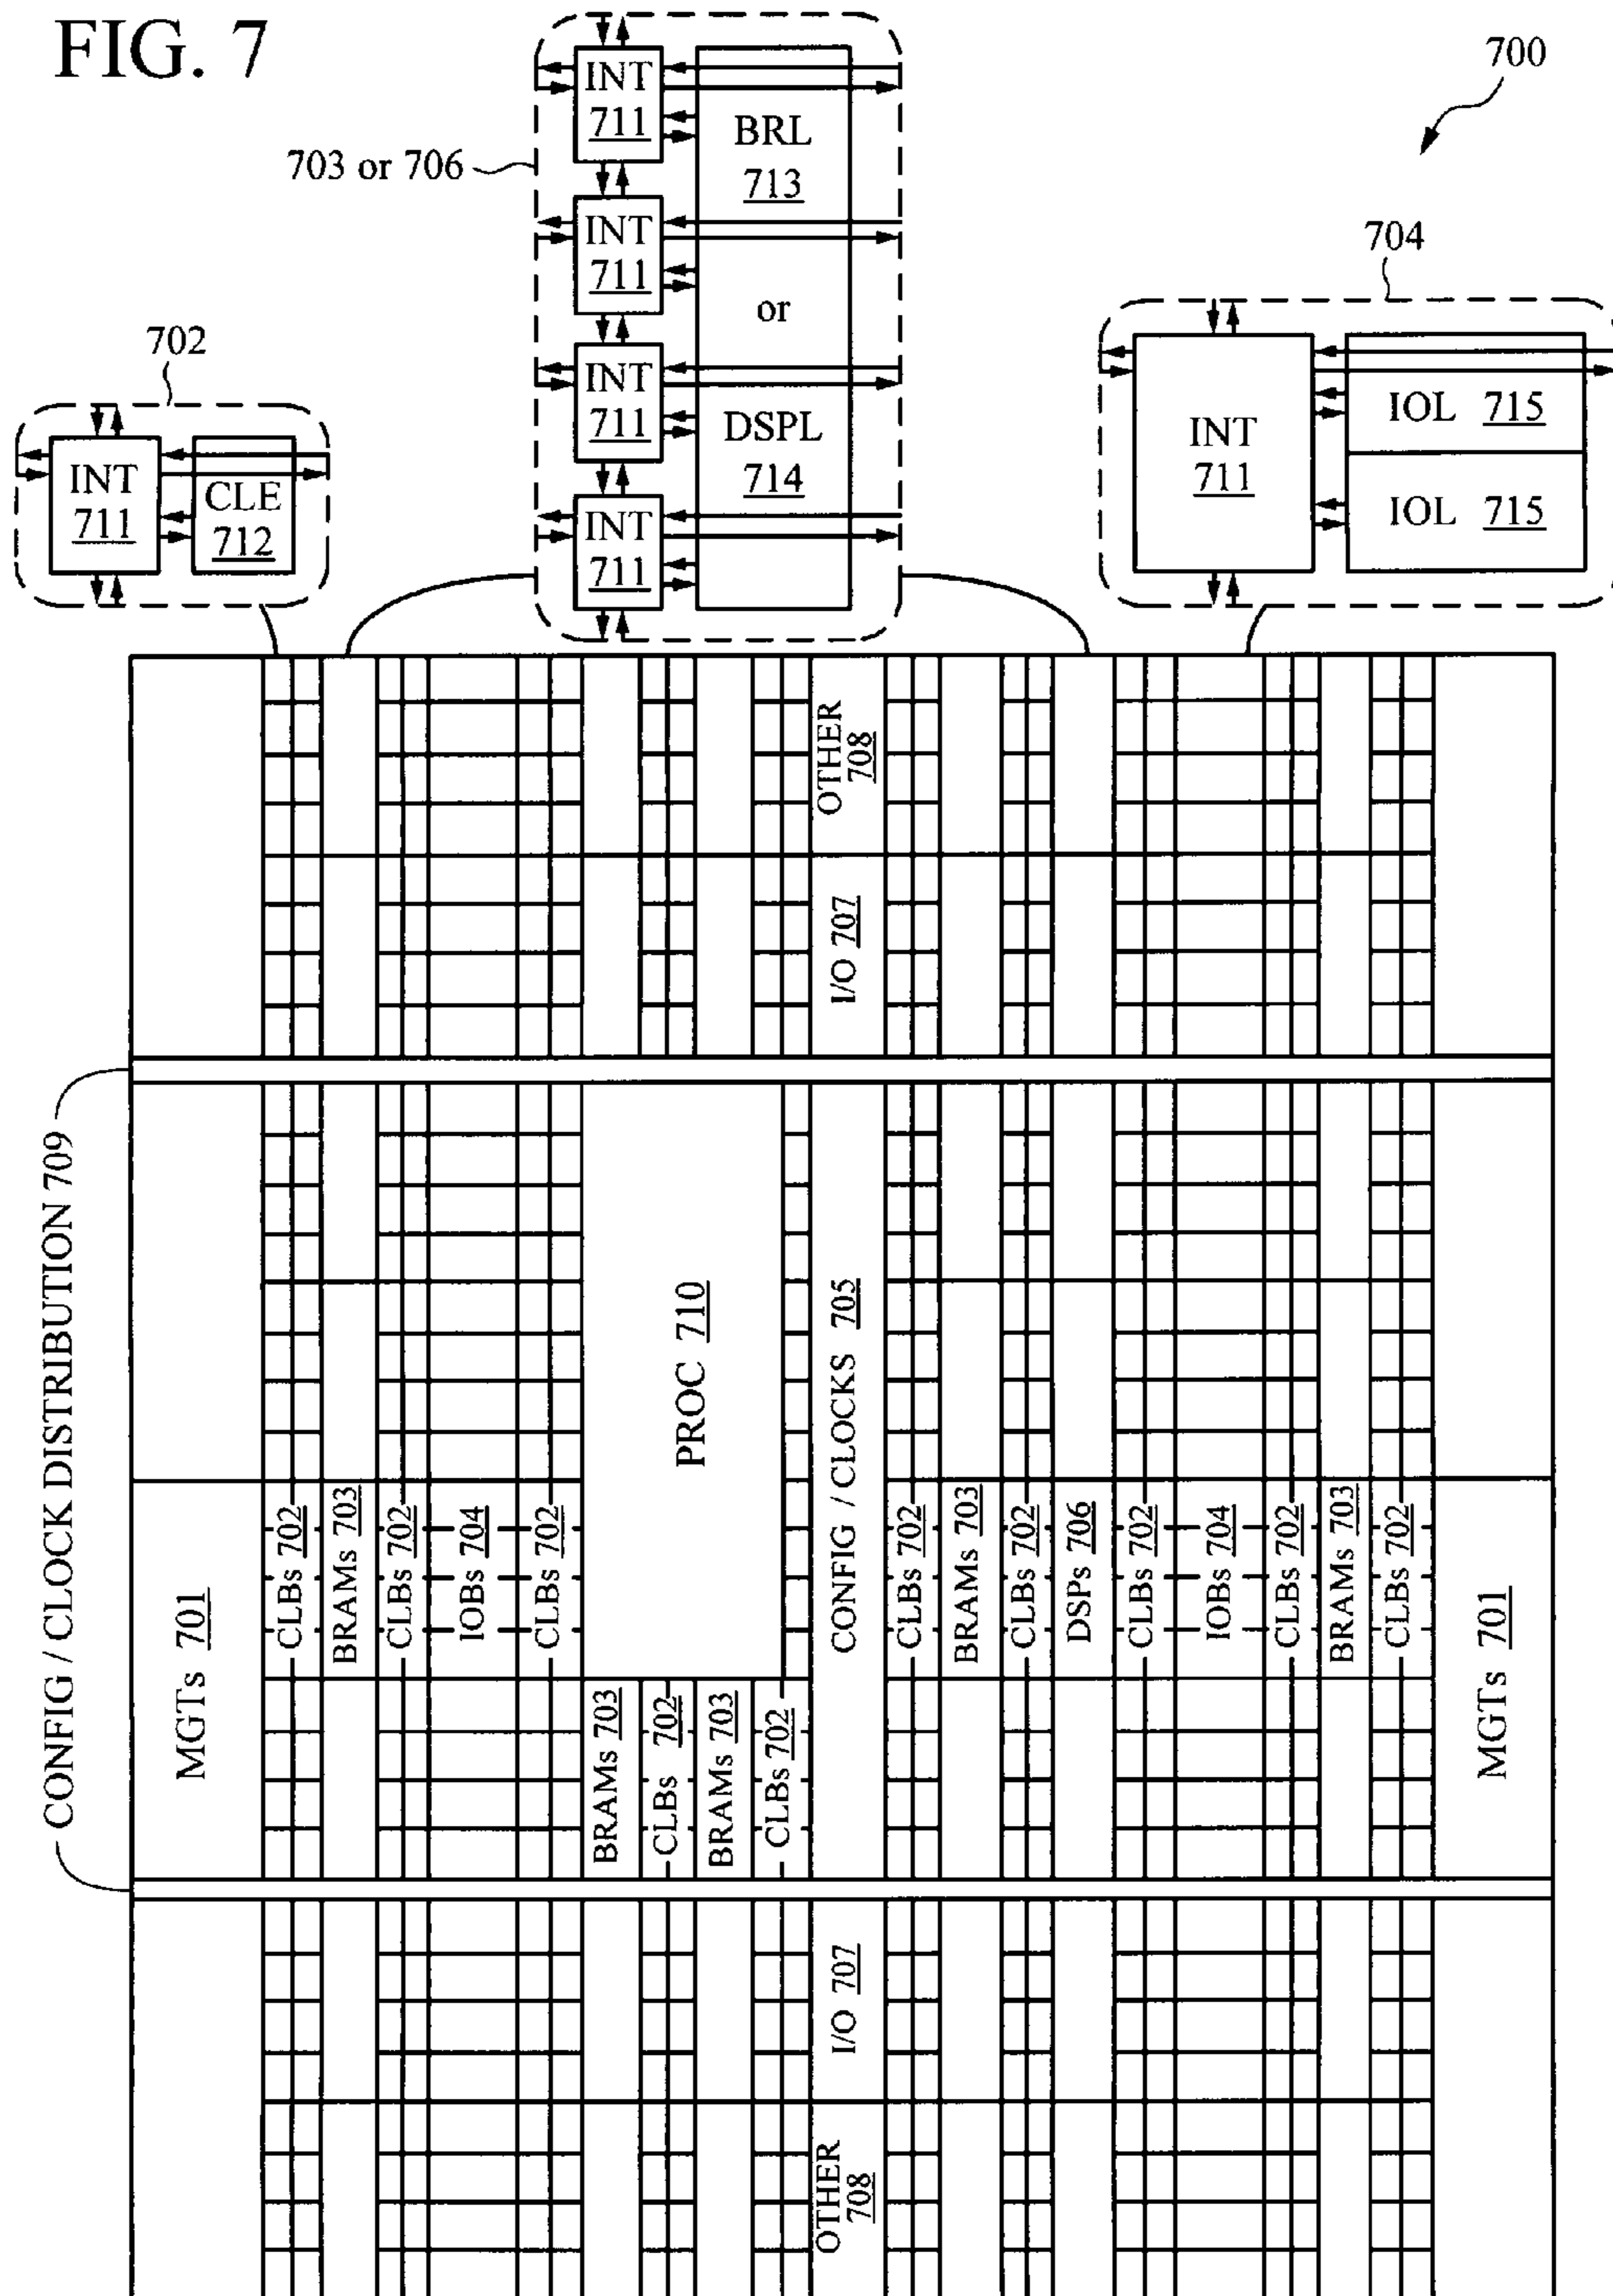 FIG. 7
700
703 or 706
INT
711
INT
711
INT
711
INT
711
BRL
713
or
DSPL
714
704
INT
711
IOL 715
IOL 715
702
INT
711
CLE
712
OTHER
708
I/O 707
CONFIG / CLOCK DISTRIBUTION 709
PROC 710
CONFIG / CLOCKS 705
MGTs 701
CLBs 702
BRAMs 703
CLBs 702
IOBs 704
CLBs 702
BRAMs 703
CLBs 702
BRAMs 703
CLBs 702
CLBs 702
BRAMs 703
CLBs 702
DSPs 706
CLBs 702
IOBs 704
CLBs 702
BRAMs 703
CLBs 702
MGTs 701
I/O 707
OTHER
708